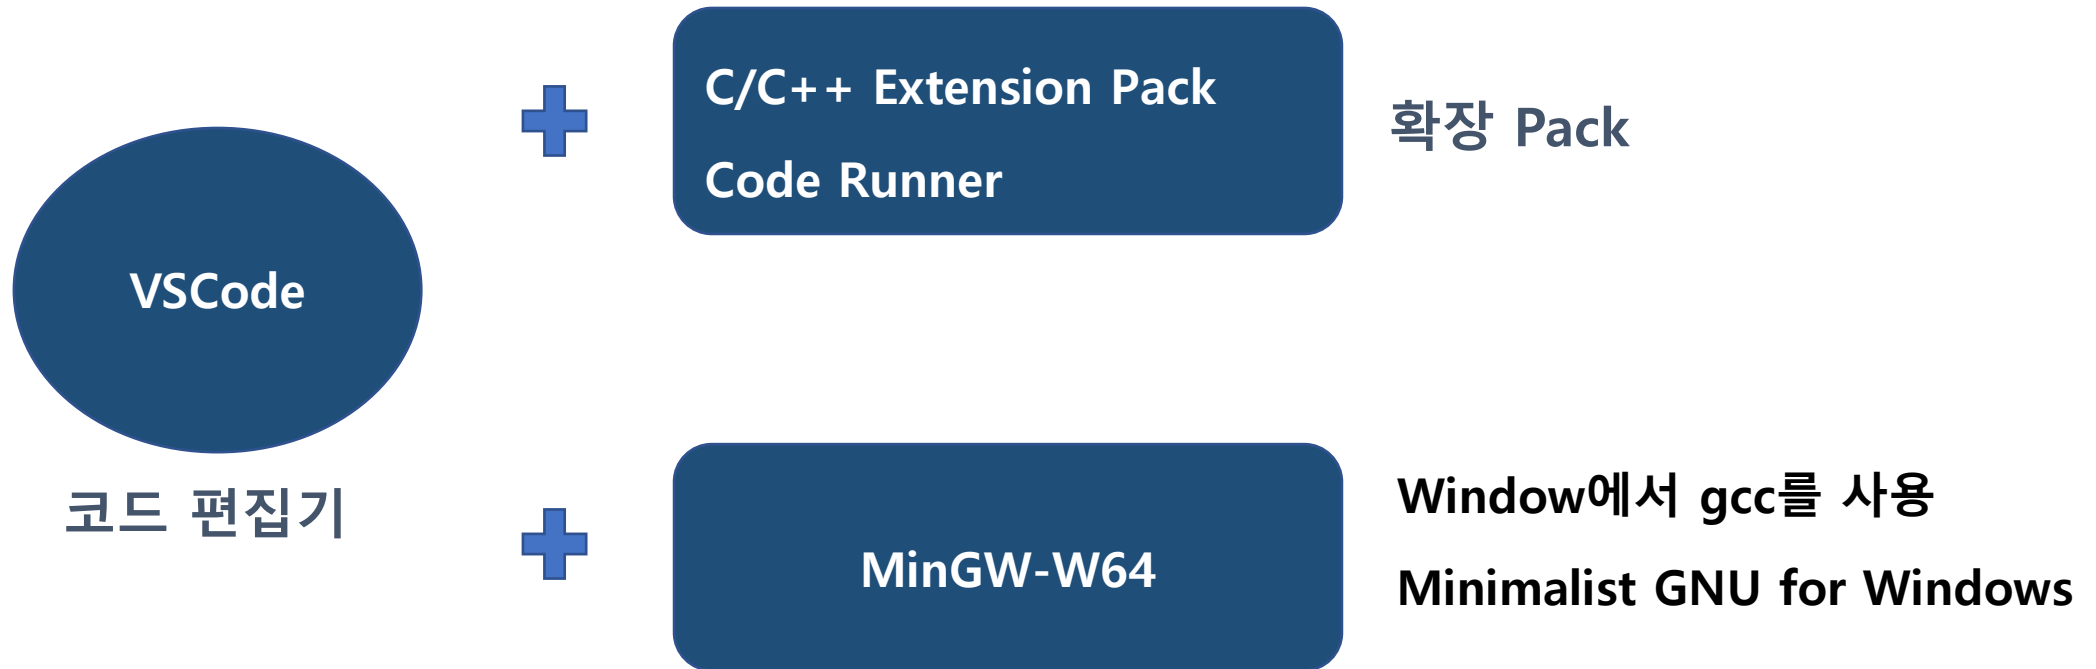 C/C++ Extension Pack
Code Runner
확장 Pack
VSCode
코드 편집기
MinGW-W64
Window에서 gcc를 사용
Minimalist GNU for Windows